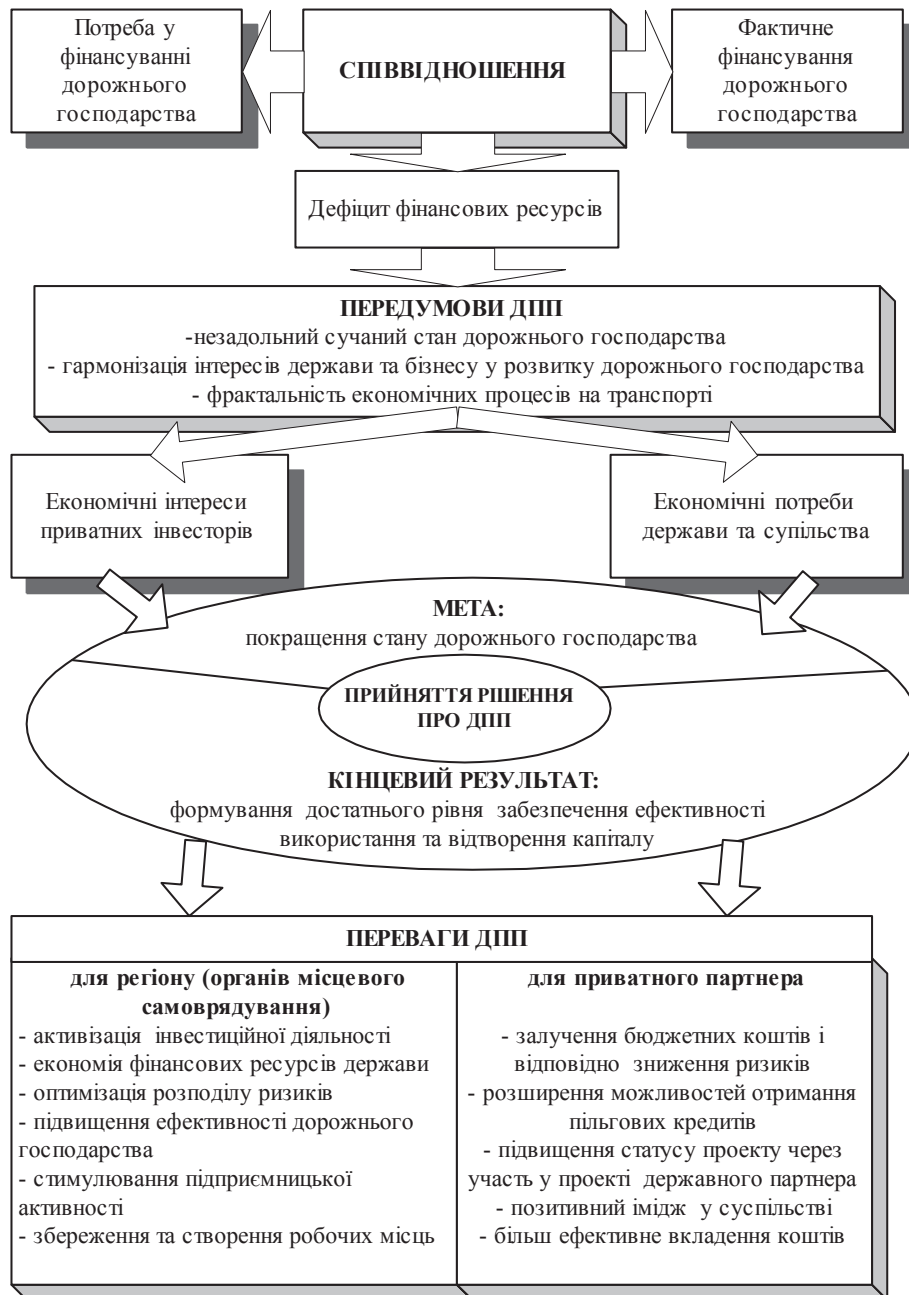 Потреба у
фінансуванні
дорожнього
господарства
СПІВВІДНОШЕННЯ
Фактичне
фінансування
дорожнього
господарства
Дефіцит фінансових ресурсів
ПЕРЕДУМОВИ ДПП
-незадольний сучаний стан дорожнього господарства
- гармонізація інтересів держави та бізнесу у розвитку дорожнього господарства
- фрактальність економічних процесів на транспорті
Економічні інтереси
приватних інвесторів
Економічні потреби
держави та супільства
МЕТА:
покращення стану дорожнього господарства
ПРИЙНЯТТЯ РІШЕННЯ
ПРО ДПП
КІНЦЕВИЙ РЕЗУЛЬТАТ:
формування достатнього рівня забезпечення ефективності
використання та відтворення капіталу
ПЕРЕВАГИ ДПП
для регіону (органів місцевого
самоврядування)
- активізація інвестиційної діяльності
- економія фінансових ресурсів держави
- оптимізація розподілу ризиків
- підвищення ефективності дорожнього
господарства
- стимулювання підприємницької
активності
- збереження та створення робочих місць
для приватного партнера
- залучення бюджетних коштів і
відповідно зниження ризиків
- розширення можливостей отримання
пільгових кредитів
- підвищення статусу проекту через
участь у проекті державного партнера
- позитивний імідж у суспільстві
- більш ефективне вкладення коштів